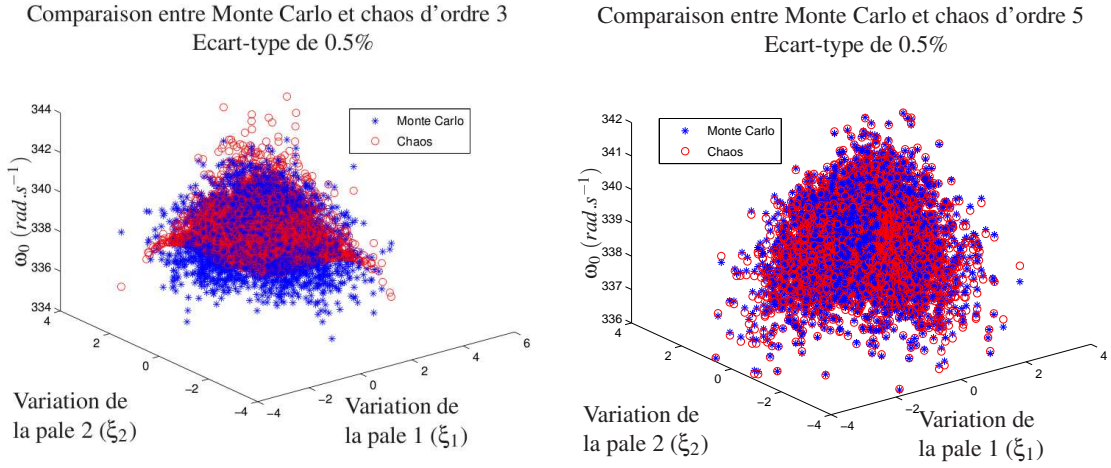 Comparaison entre Monte Carlo et chaos d'ordre 3
Ecart-type de 0.5%
344
342
340
338
336
334
ω₀ (rad.s⁻¹)
Monte Carlo
Chaos
4
2
0
−2
−4
−4
−2
0
2
4
6
Variation de
la pale 2 (ξ₂)
Variation de
la pale 1 (ξ₁)
Comparaison entre Monte Carlo et chaos d'ordre 5
Ecart-type de 0.5%
342
341
340
339
338
337
336
ω₀ (rad.s⁻¹)
Monte Carlo
Chaos
4
2
0
−2
−4
−4
−2
0
2
4
Variation de
la pale 2 (ξ₂)
Variation de
la pale 1 (ξ₁)